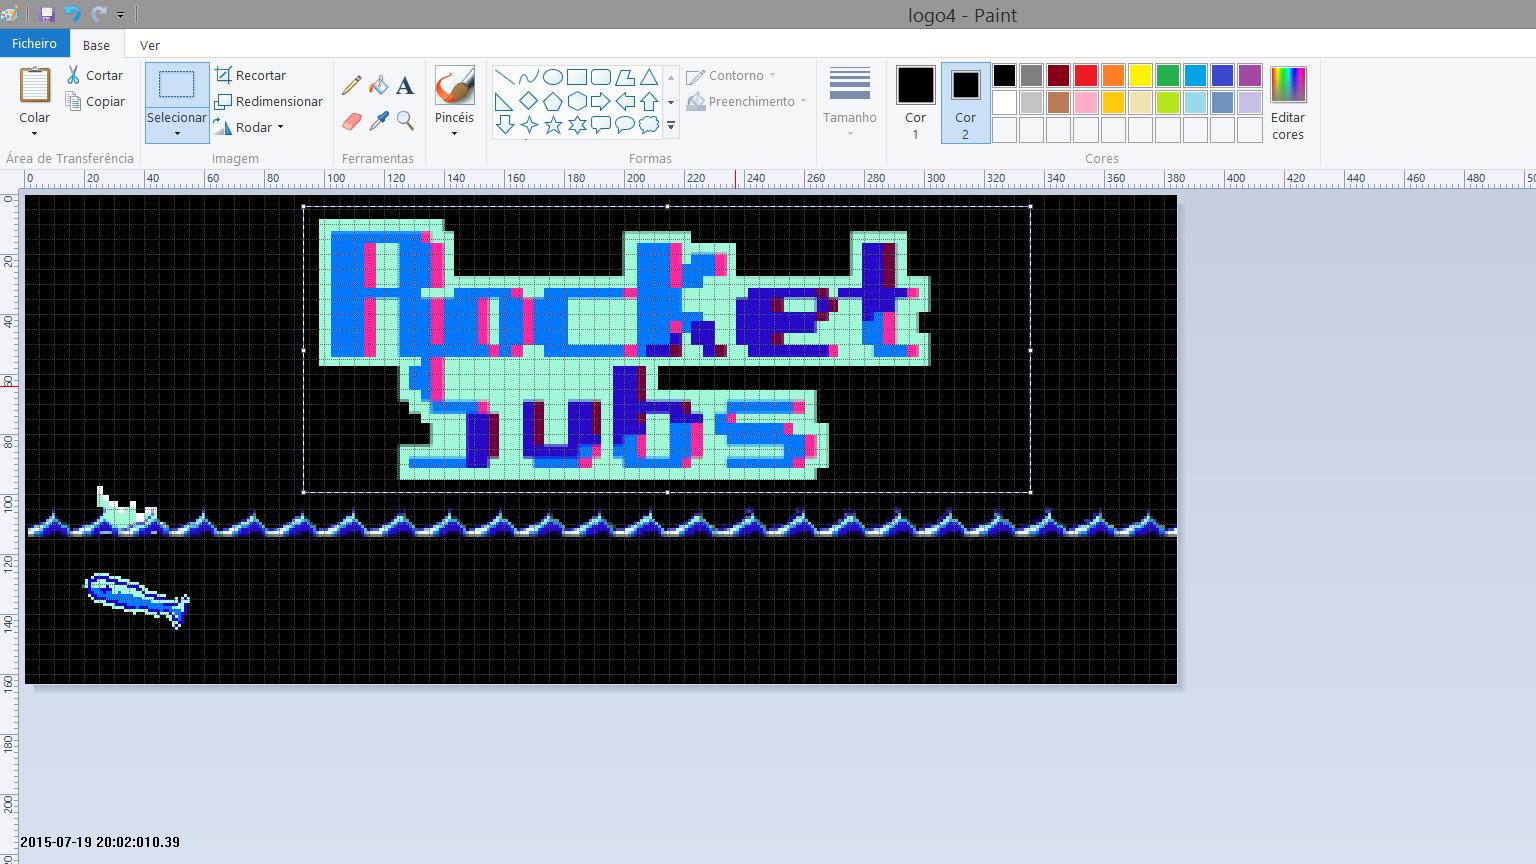 logo4 - Paint
Ficheiro Base Ver
Colar
Cortar
Copiar
Área de Transferência
Selecionar
Recortar
Redimensionar
Rodar
Imagem
A
Ferramentas
Pincéis
Contorno
Preenchimento
Formas
Tamanho
Cor 1
Cor 2
Editar cores
Cores
0 20 40 60 80 100 120 140 160 180 200 220 240 260 280 300 320 340 360 380 400 420 440 460 480 50
0
20
40
60
80
100
120
140
160
180
200
Rocket
Subs
2015-07-19 20:02:010.39